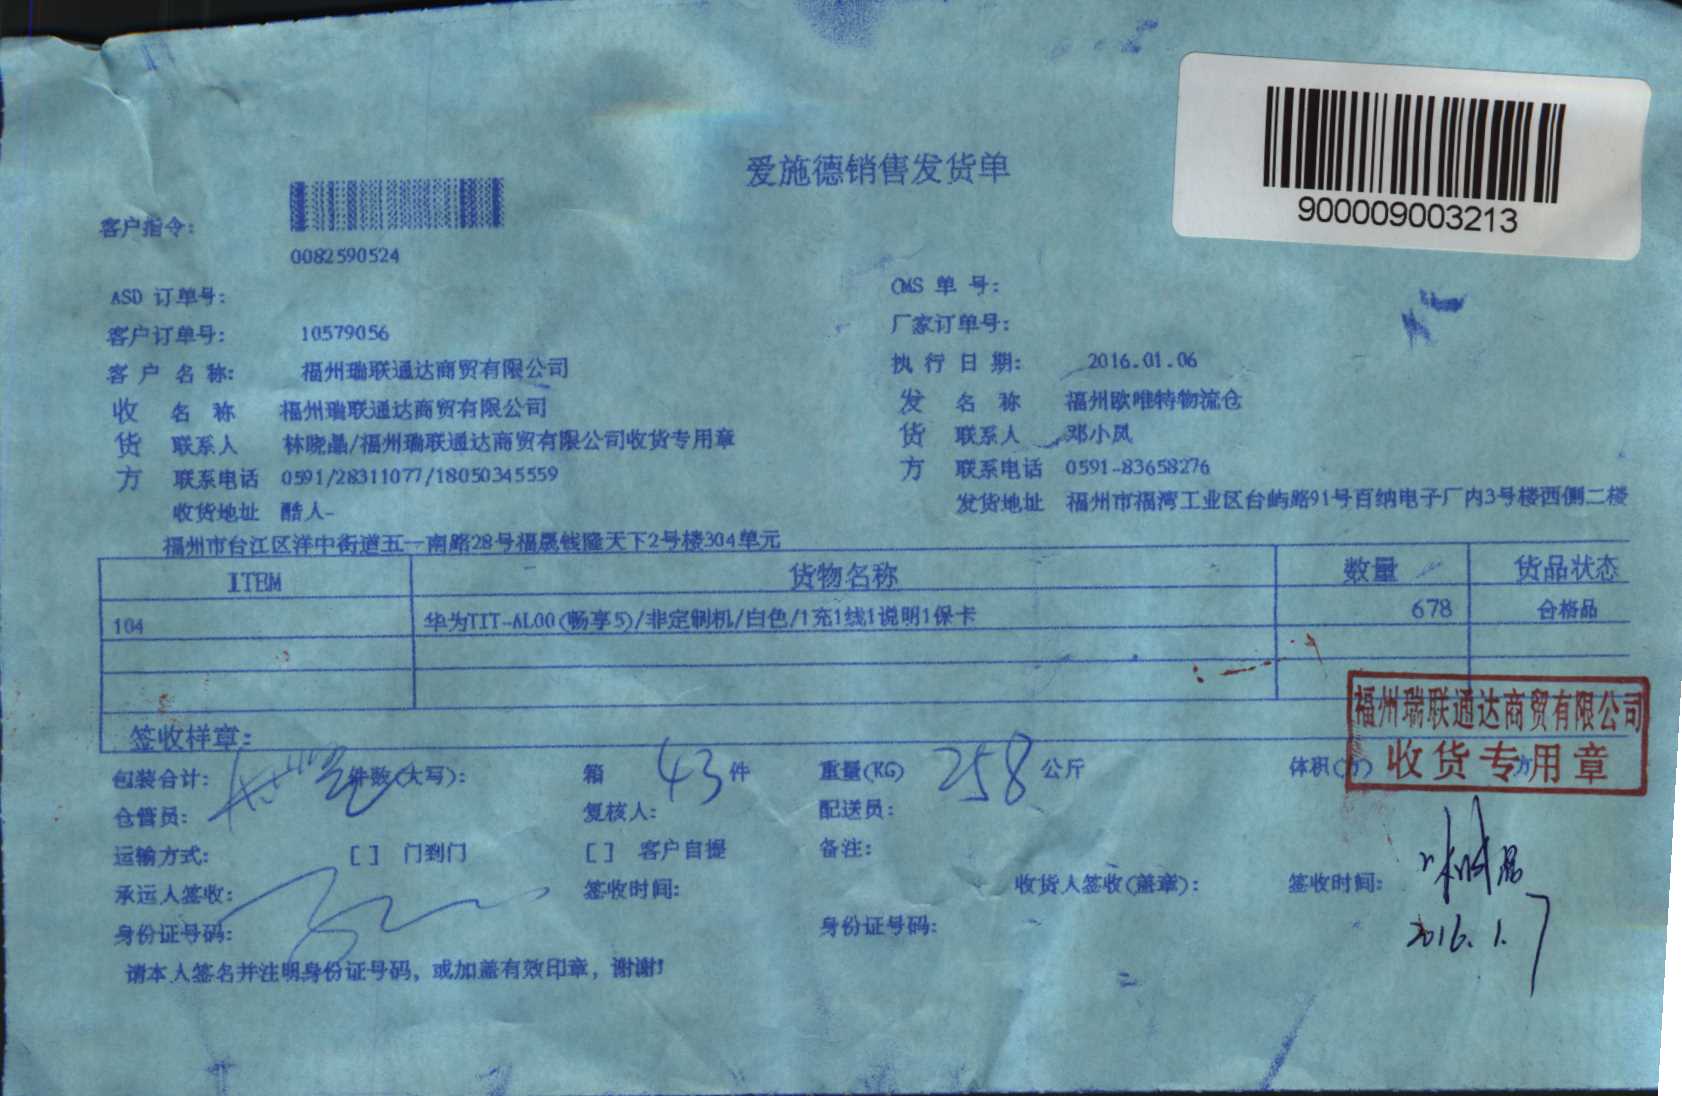 爱施德销售发货单
900009003213
客户指令:
0082590524
ASD 订单号:
CMS 单 号:
客户订单号: 10579056
厂家订单号:
客 户 名 称: 福州瑞联通达商贸有限公司
执 行 日 期: 2016.01.06
收 名 称 福州瑞联通达商贸有限公司
发 名 称 福州欧唯特物流仓
货 联系人 林晓晶/福州瑞联通达商贸有限公司收货专用章
货 联系人 邓小凤
方 联系电话 0591/28311077/18050345559
方 联系电话 0591-83658276
收货地址 酷人-
发货地址 福州市福湾工业区台屿路91号百纳电子厂内3号楼西侧二楼
福州市台江区洋中街道五一南路28号福晟钱隆天下2号楼304单元
ITEM 货物名称 数量 货品状态
104 华为TIT-AL00(畅享5)/非定制机/白色/1充1线1说明1保卡 678 合格品
福州瑞联通达商贸有限公司
收货专用章
签收样章:
包装合计: 件数(大写): 箱 43 件 重量(KG) 258 公斤 体积(方) 方
仓管员: 复核人: 配送员:
运输方式: [ ] 门到门 [ ] 客户自提 备注:
承运人签收: 签收时间: 收货人签收(盖章): 签收时间: 林晓晶
身份证号码: 身份证号码: 2016.1.7
请本人签名并注明身份证号码，或加盖有效印章，谢谢!